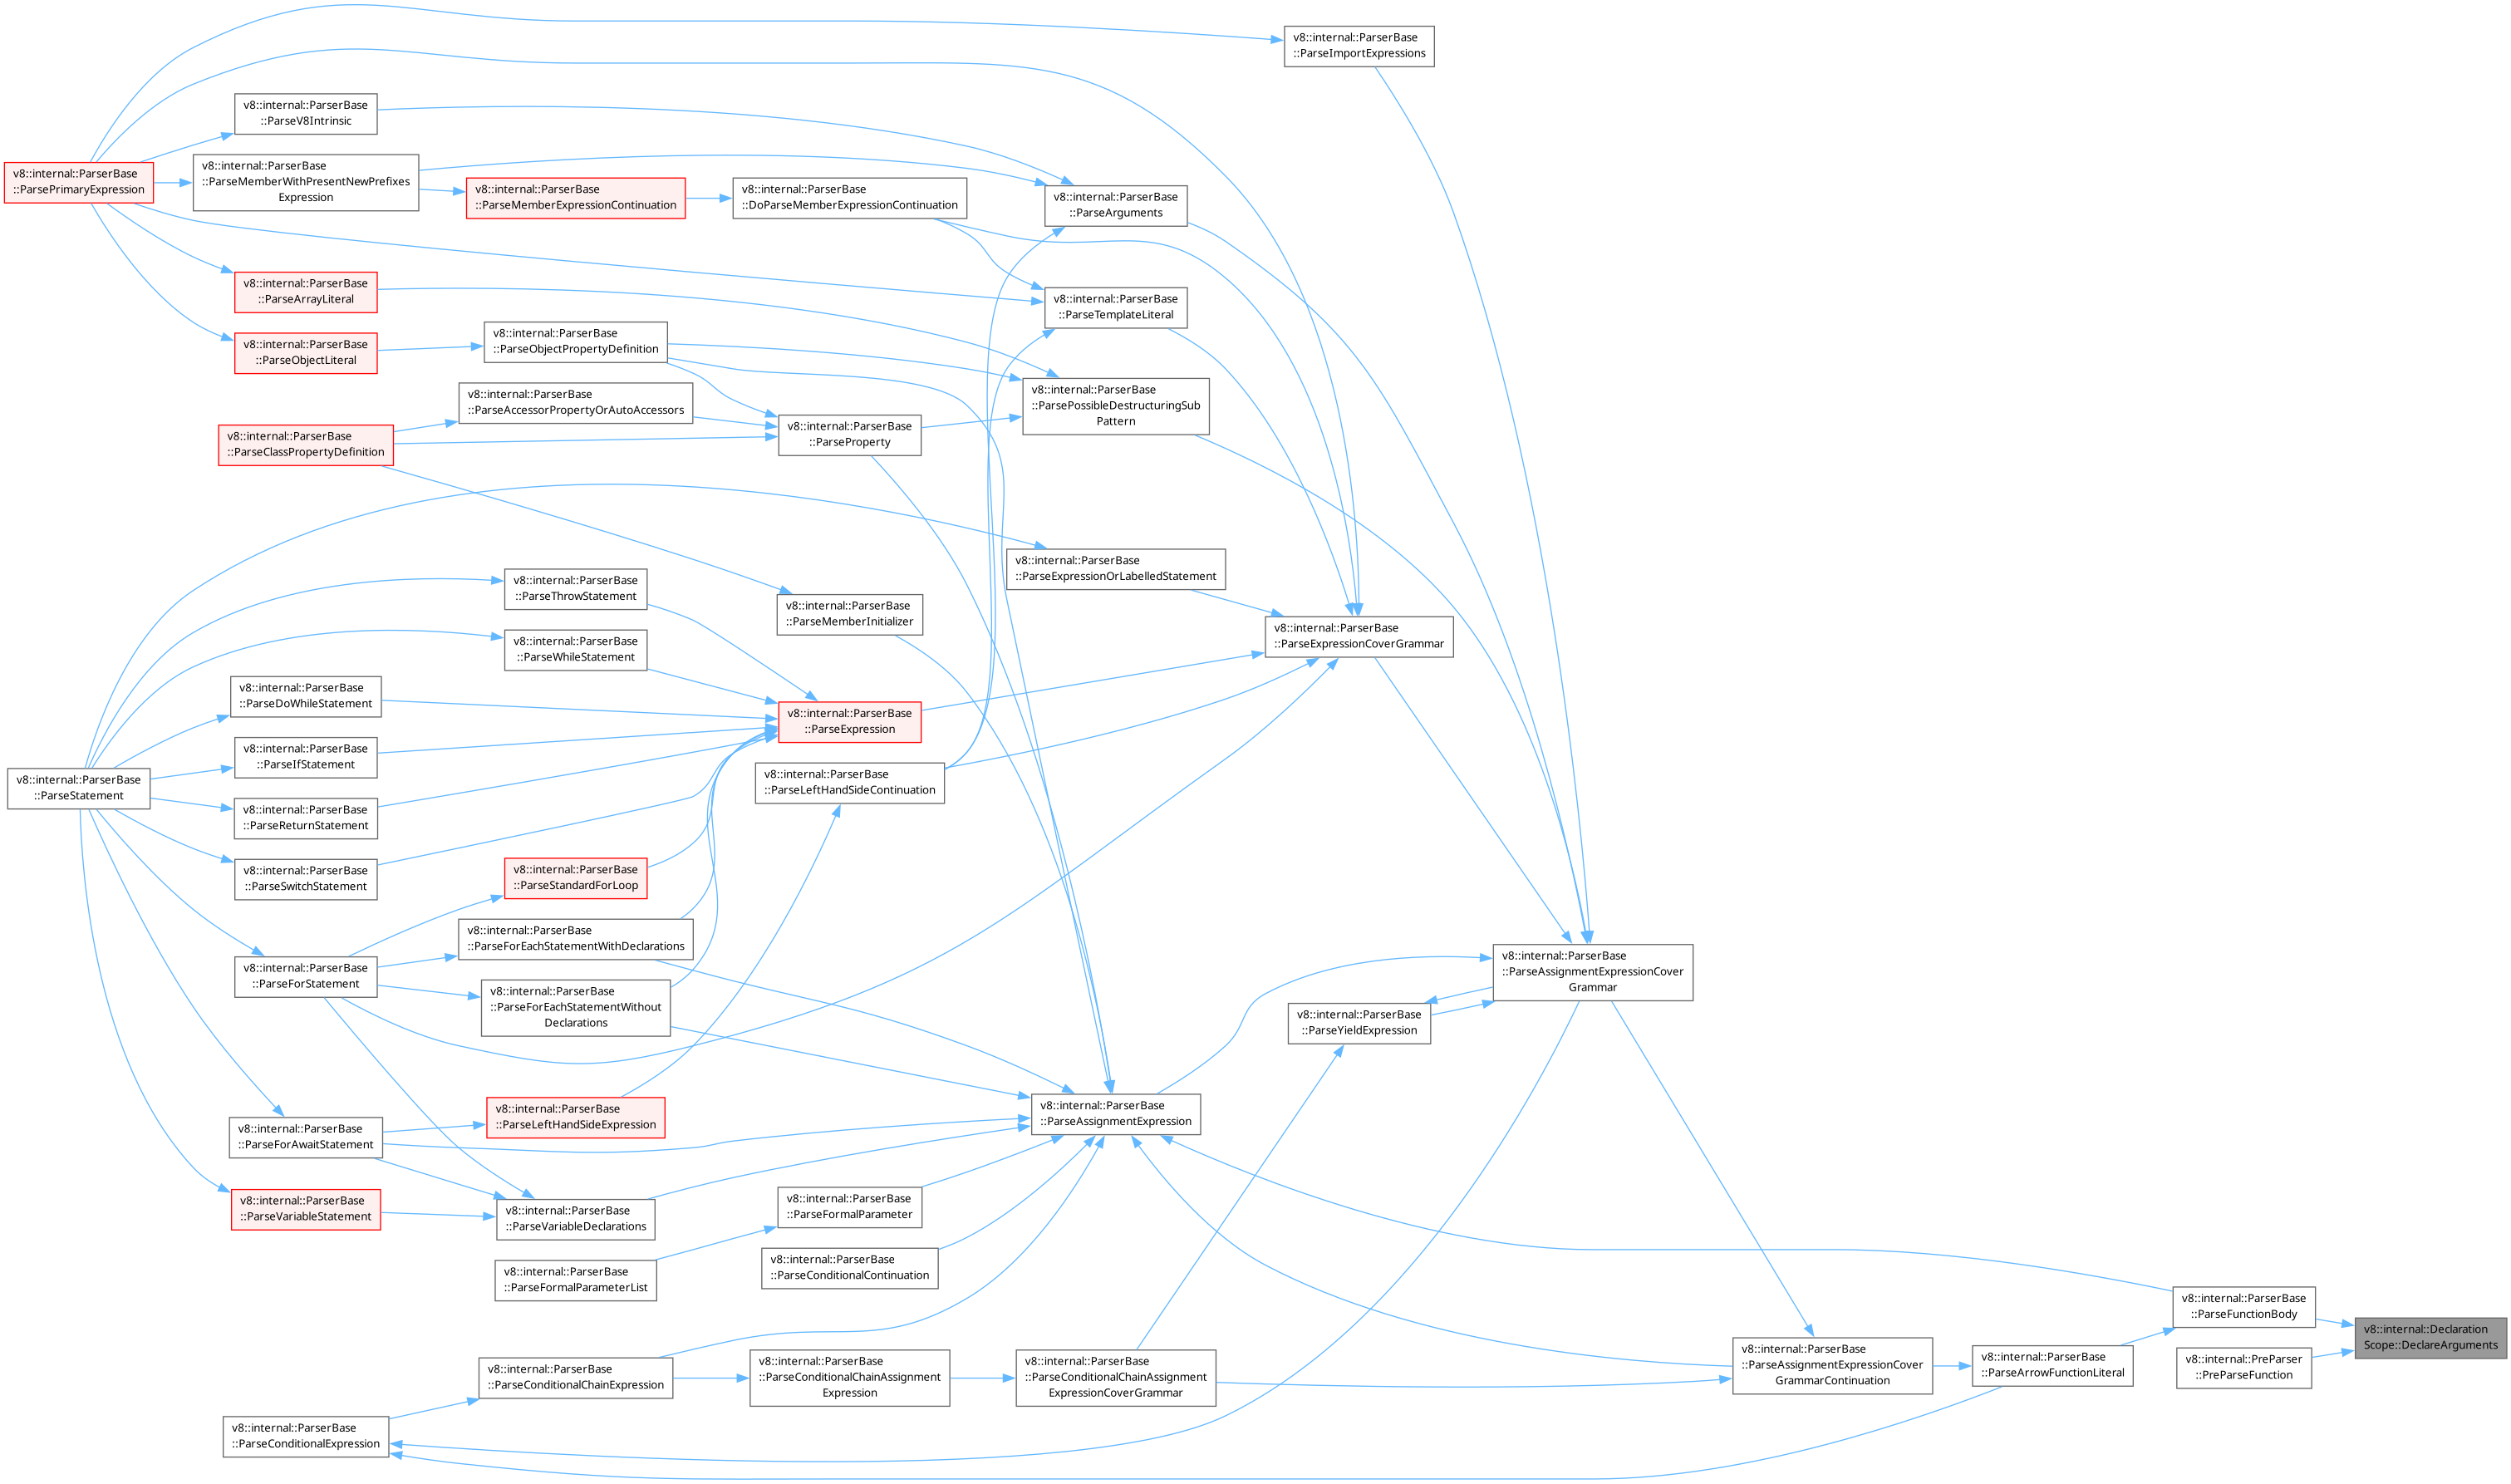 v8::internal::ParserBase
::ParseImportExpressions
v8::internal::ParserBase
::ParseV8Intrinsic
v8::internal::ParserBase
::ParsePrimaryExpression
v8::internal::ParserBase
::ParseMemberWithPresentNewPrefixes
Expression
v8::internal::ParserBase
::ParseMemberExpressionContinuation
v8::internal::ParserBase
::DoParseMemberExpressionContinuation
v8::internal::ParserBase
::ParseArguments
v8::internal::ParserBase
::ParseArrayLiteral
v8::internal::ParserBase
::ParseTemplateLiteral
v8::internal::ParserBase
::ParseObjectLiteral
v8::internal::ParserBase
::ParseObjectPropertyDefinition
v8::internal::ParserBase
::ParseAccessorPropertyOrAutoAccessors
v8::internal::ParserBase
::ParsePossibleDestructuringSub
Pattern
v8::internal::ParserBase
::ParseClassPropertyDefinition
v8::internal::ParserBase
::ParseProperty
v8::internal::ParserBase
::ParseExpressionOrLabelledStatement
v8::internal::ParserBase
::ParseThrowStatement
v8::internal::ParserBase
::ParseMemberInitializer
v8::internal::ParserBase
::ParseExpressionCoverGrammar
v8::internal::ParserBase
::ParseWhileStatement
v8::internal::ParserBase
::ParseDoWhileStatement
v8::internal::ParserBase
::ParseExpression
v8::internal::ParserBase
::ParseIfStatement
v8::internal::ParserBase
::ParseStatement
v8::internal::ParserBase
::ParseLeftHandSideContinuation
v8::internal::ParserBase
::ParseReturnStatement
v8::internal::ParserBase
::ParseSwitchStatement
v8::internal::ParserBase
::ParseStandardForLoop
v8::internal::ParserBase
::ParseForEachStatementWithDeclarations
v8::internal::ParserBase
::ParseForStatement
v8::internal::ParserBase
::ParseAssignmentExpressionCover
Grammar
v8::internal::ParserBase
::ParseForEachStatementWithout
Declarations
v8::internal::ParserBase
::ParseYieldExpression
v8::internal::ParserBase
::ParseForAwaitStatement
v8::internal::ParserBase
::ParseLeftHandSideExpression
v8::internal::ParserBase
::ParseAssignmentExpression
v8::internal::ParserBase
::ParseVariableStatement
v8::internal::ParserBase
::ParseVariableDeclarations
v8::internal::ParserBase
::ParseFormalParameter
v8::internal::ParserBase
::ParseFormalParameterList
v8::internal::ParserBase
::ParseConditionalContinuation
v8::internal::ParserBase
::ParseFunctionBody
v8::internal::Declaration
Scope::DeclareArguments
v8::internal::ParserBase
::ParseConditionalChainExpression
v8::internal::ParserBase
::ParseConditionalChainAssignment
Expression
v8::internal::ParserBase
::ParseConditionalChainAssignment
ExpressionCoverGrammar
v8::internal::ParserBase
::ParseAssignmentExpressionCover
GrammarContinuation
v8::internal::ParserBase
::ParseArrowFunctionLiteral
v8::internal::PreParser
::PreParseFunction
v8::internal::ParserBase
::ParseConditionalExpression